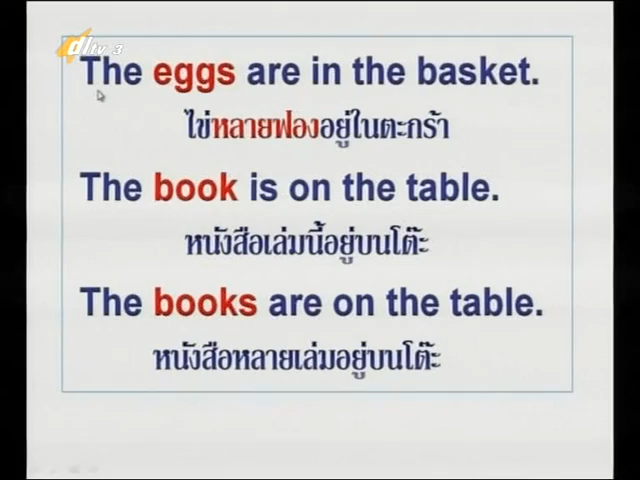 dltv 3
The eggs are in the basket.
ไข่หลายฟองอยู่ในตะกร้า
The book is on the table.
หนังสือเล่มนี้อยู่บนโต๊ะ
The books are on the table.
หนังสือหลายเล่มอยู่บนโต๊ะ